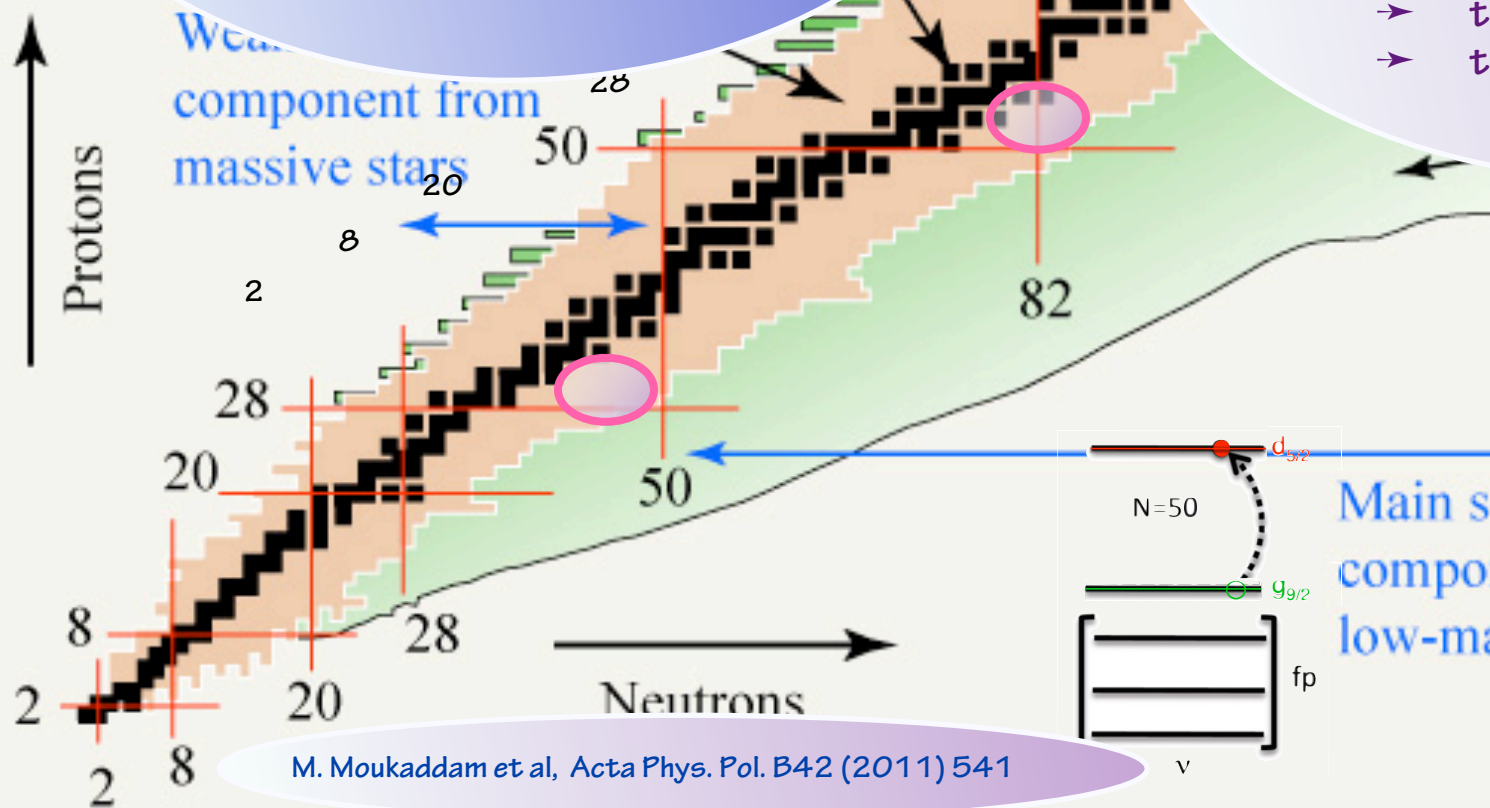 component from
massive stars
Protons
28
20
8
2
50
28
20
8
2
82
50
28
20
8
2
Neutrons
t
t
d5/2
N=50
g9/2
fp
ν
Main s
compo
low-ma
M. Moukaddam et al, Acta Phys. Pol. B42 (2011) 541